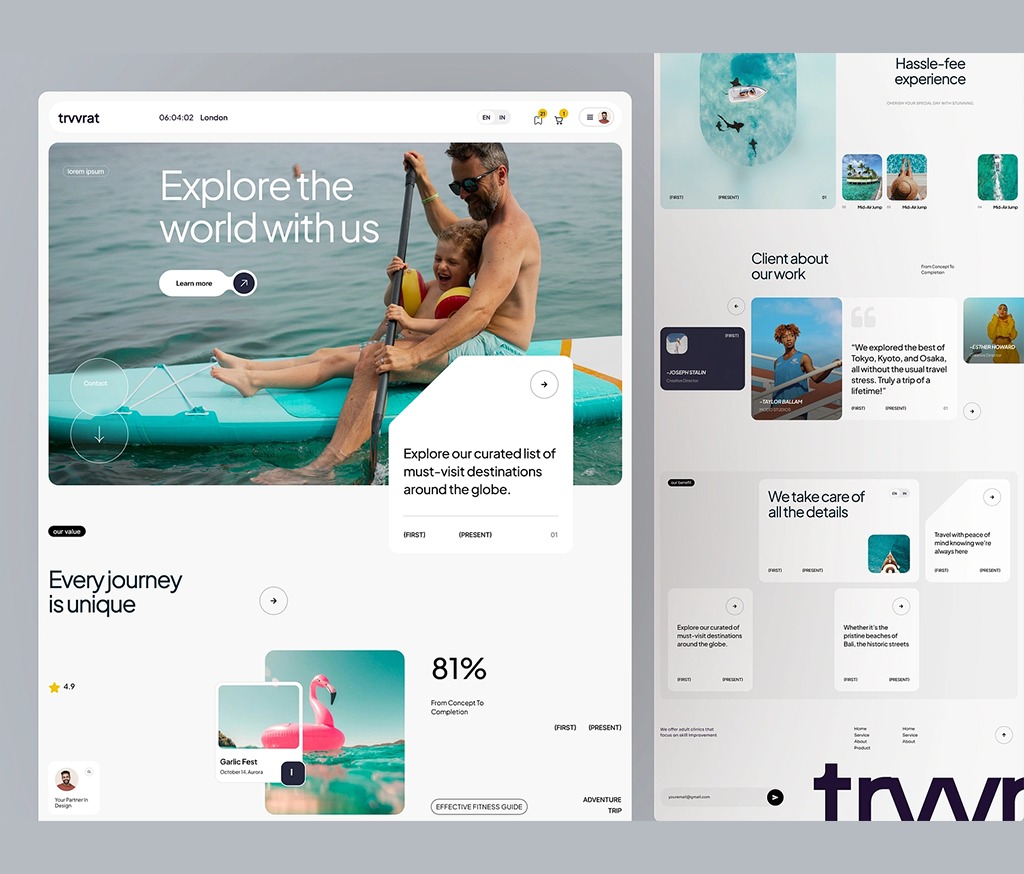 trvvrat
06:04:02 London
EN IN
21
1
lorem ipsum
Explore the
world with us
Learn more
Contact
Explore our curated list of
must-visit destinations
around the globe.
(FIRST) (PRESENT) 01
our value
Every journey
is unique
4.9
81%
From Concept To
Completion
(FIRST) (PRESENT)
Garlic Fest
October 14, Aurora
Your Partner In
Design
EFFECTIVE FITNESS GUIDE
ADVENTURE
TRIP
Hassle-fee
experience
CHERISH YOUR SPECIAL DAY WITH STUNNING.
(FIRST) (PRESENT) 01
Mid-Air Jump
Mid-Air Jump
Mid-Air Jump
Client about
our work
From Concept To
Completion
(FIRST)
-JOSEPH STALIN
Creative Director
-TAYLOR BALLAM
"We explored the best of
Tokyo, Kyoto, and Osaka,
all without the usual travel
stress. Truly a trip of a
lifetime!"
(FIRST) (PRESENT) 01
-ESTHER HOWARD
Creative Director
our benefit
We take care of
all the details
EN IN
(FIRST) (PRESENT)
Travel with peace of
mind knowing we're
always here
(FIRST) (PRESENT)
Explore our curated of
must-visit destinations
around the globe.
(FIRST) (PRESENT)
Whether it's the
pristine beaches of
Bali, the historic streets
(FIRST) (PRESENT)
We offer adult clinics that
focus on skill improvement.
Home Home
Service Service
About About
Product
youremail@gmail.com
trvvr